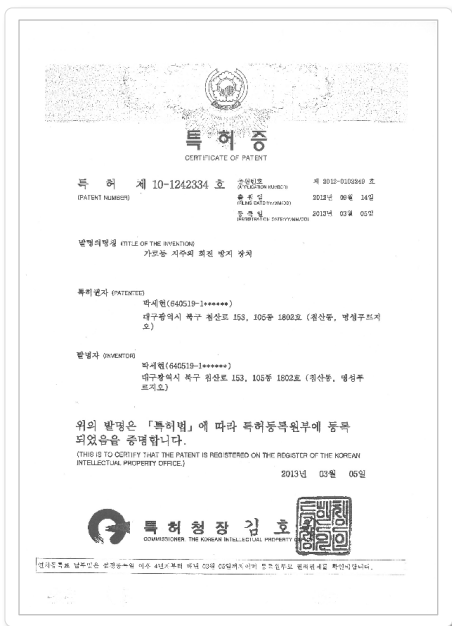 특허증
CERTIFICATE OF PATENT
특 허 제 10-1242334 호
(PATENT NUMBER)
출원번호 제 2012-0102249 호
(APPLICATION NUMBER)
출 원 일 2012년 09월 14일
(FILING DATE:YY/MM/DD)
등 록 일 2013년 03월 05일
(REGISTRATION DATE:YY/MM/DD)
발명의명칭 (TITLE OF THE INVENTION)
가로등 지주의 회전 방지 장치
특허권자 (PATENTEE)
박세헌(640519-1******)
대구광역시 북구 침산로 153, 105동 1802호 (침산동, 명성푸르지
오)
발명자 (INVENTOR)
박세헌(640519-1******)
대구광역시 북구 침산로 153, 105동 1802호 (침산동, 명성푸
르지오)
위의 발명은 「특허법」에 따라 특허등록원부에 등록
되었음을 증명합니다.
(THIS IS TO CERTIFY THAT THE PATENT IS REGISTERED ON THE REGISTER OF THE KOREAN
INTELLECTUAL PROPERTY OFFICE.)
2013년 03월 05일
특허청장 김호
COMMISSIONER, THE KOREAN INTELLECTUAL PROPERTY